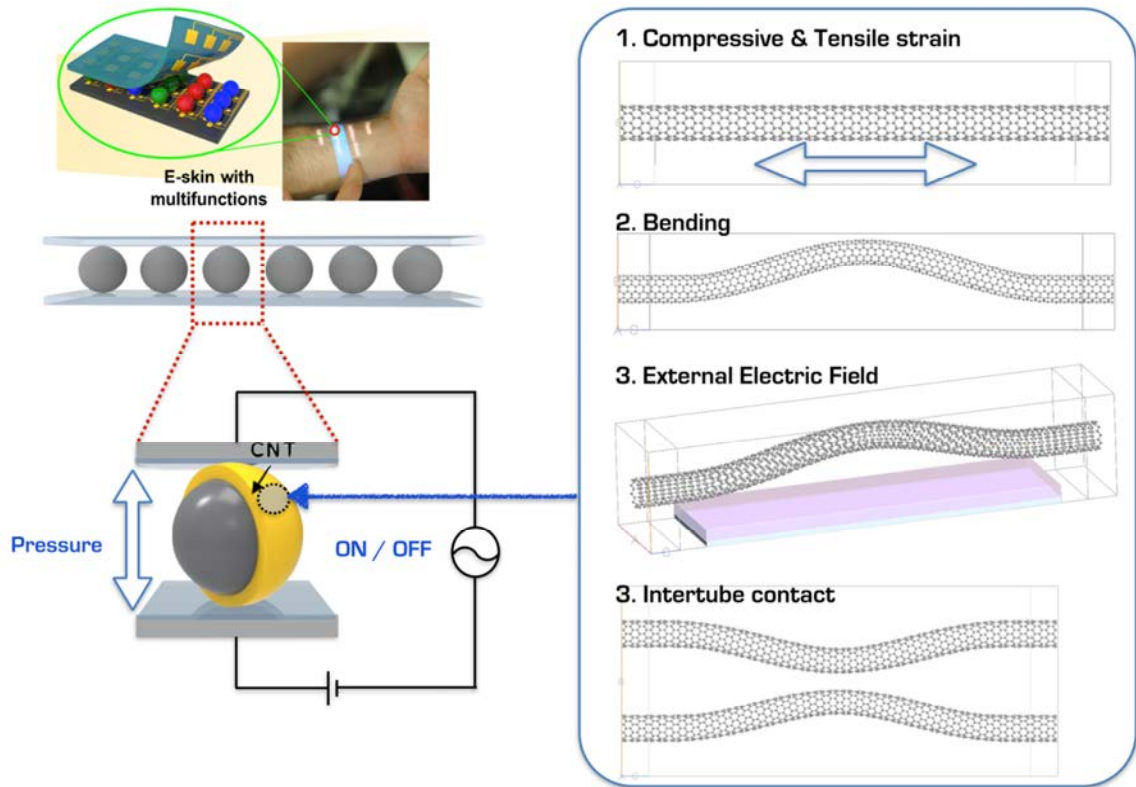 E-skin with
multifunctions
CNT
Pressure
ON / OFF
1. Compressive & Tensile strain
2. Bending
3. External Electric Field
3. Intertube contact